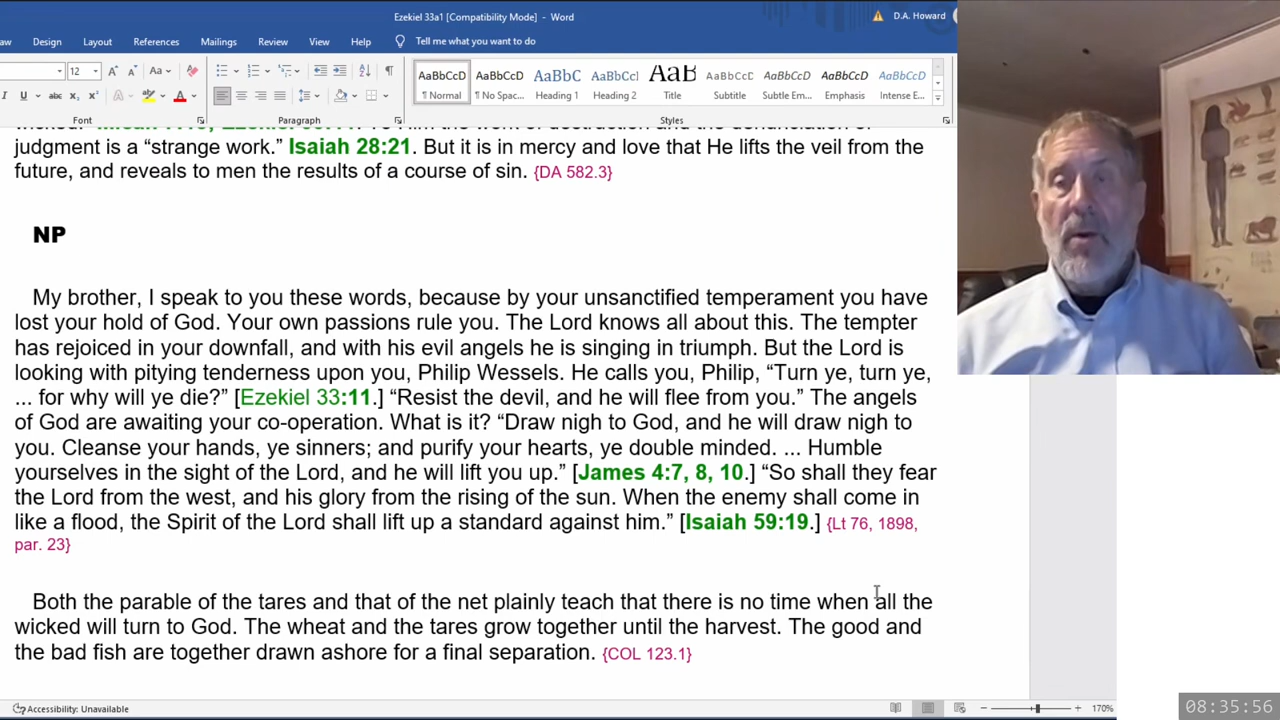 Ezekiel 33a1 [Compatibility Mode] - Word
D.A. Howard
aw Design Layout References Mailings Review View Help Tell me what you want to do
12 Aa
I U abc X₂ X² A ab A
AaBbCcD AaBbCcD AaBbC AaBbCcl AaB AaBbCcD AaBbCcD AaBbCcD AaBbCcD
¶ Normal ¶ No Spac... Heading 1 Heading 2 Title Subtitle Subtle Em... Emphasis Intense E...
Font Paragraph Styles
judgment is a “strange work.” Isaiah 28:21. But it is in mercy and love that He lifts the veil from the
future, and reveals to men the results of a course of sin. {DA 582.3}
NP
My brother, I speak to you these words, because by your unsanctified temperament you have
lost your hold of God. Your own passions rule you. The Lord knows all about this. The tempter
has rejoiced in your downfall, and with his evil angels he is singing in triumph. But the Lord is
looking with pitying tenderness upon you, Philip Wessels. He calls you, Philip, “Turn ye, turn ye,
... for why will ye die?” [Ezekiel 33:11.] “Resist the devil, and he will flee from you.” The angels
of God are awaiting your co-operation. What is it? “Draw nigh to God, and he will draw nigh to
you. Cleanse your hands, ye sinners; and purify your hearts, ye double minded. ... Humble
yourselves in the sight of the Lord, and he will lift you up.” [James 4:7, 8, 10.] “So shall they fear
the Lord from the west, and his glory from the rising of the sun. When the enemy shall come in
like a flood, the Spirit of the Lord shall lift up a standard against him.” [Isaiah 59:19.] {Lt 76, 1898,
par. 23}
Both the parable of the tares and that of the net plainly teach that there is no time when all the
wicked will turn to God. The wheat and the tares grow together until the harvest. The good and
the bad fish are together drawn ashore for a final separation. {COL 123.1}
Accessibility: Unavailable
170%
08:35:56